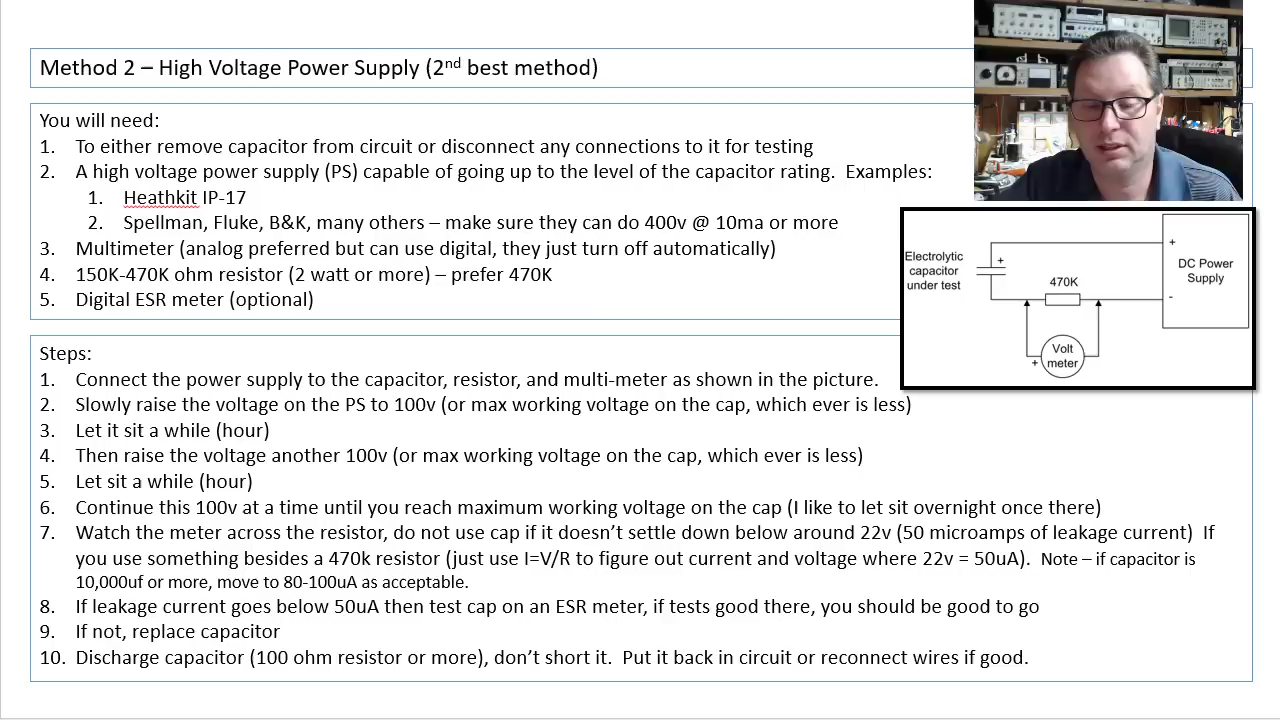 Method 2 – High Voltage Power Supply (2nd best method)
You will need:
1. To either remove capacitor from circuit or disconnect any connections to it for testing
2. A high voltage power supply (PS) capable of going up to the level of the capacitor rating. Examples:
1. Heathkit IP-17
2. Spellman, Fluke, B&K, many others – make sure they can do 400v @ 10ma or more
3. Multimeter (analog preferred but can use digital, they just turn off automatically)
4. 150K-470K ohm resistor (2 watt or more) – prefer 470K
5. Digital ESR meter (optional)
Electrolytic
capacitor
under test
+
470K
+
DC Power
Supply
-
Volt
+ meter
Steps:
1. Connect the power supply to the capacitor, resistor, and multi-meter as shown in the picture.
2. Slowly raise the voltage on the PS to 100v (or max working voltage on the cap, which ever is less)
3. Let it sit a while (hour)
4. Then raise the voltage another 100v (or max working voltage on the cap, which ever is less)
5. Let sit a while (hour)
6. Continue this 100v at a time until you reach maximum working voltage on the cap (I like to let sit overnight once there)
7. Watch the meter across the resistor, do not use cap if it doesn't settle down below around 22v (50 microamps of leakage current) If
you use something besides a 470k resistor (just use I=V/R to figure out current and voltage where 22v = 50uA). Note – if capacitor is
10,000uf or more, move to 80-100uA as acceptable.
8. If leakage current goes below 50uA then test cap on an ESR meter, if tests good there, you should be good to go
9. If not, replace capacitor
10. Discharge capacitor (100 ohm resistor or more), don't short it. Put it back in circuit or reconnect wires if good.